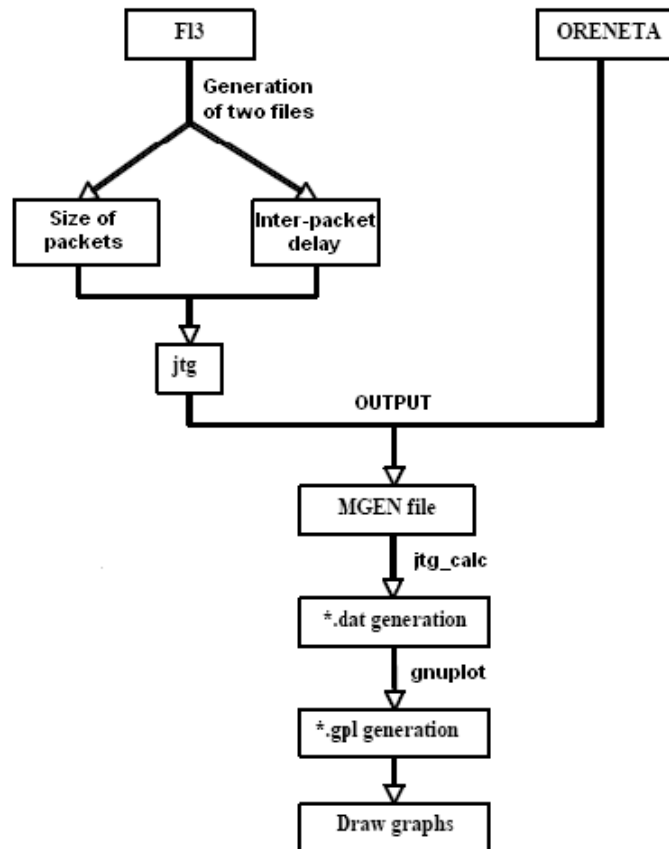 Fl3
ORENETA
Generation
of two files
Size of
packets
Inter-packet
delay
jtg
OUTPUT
MGEN file
jtg_calc
*.dat generation
gnuplot
*.gpl generation
Draw graphs